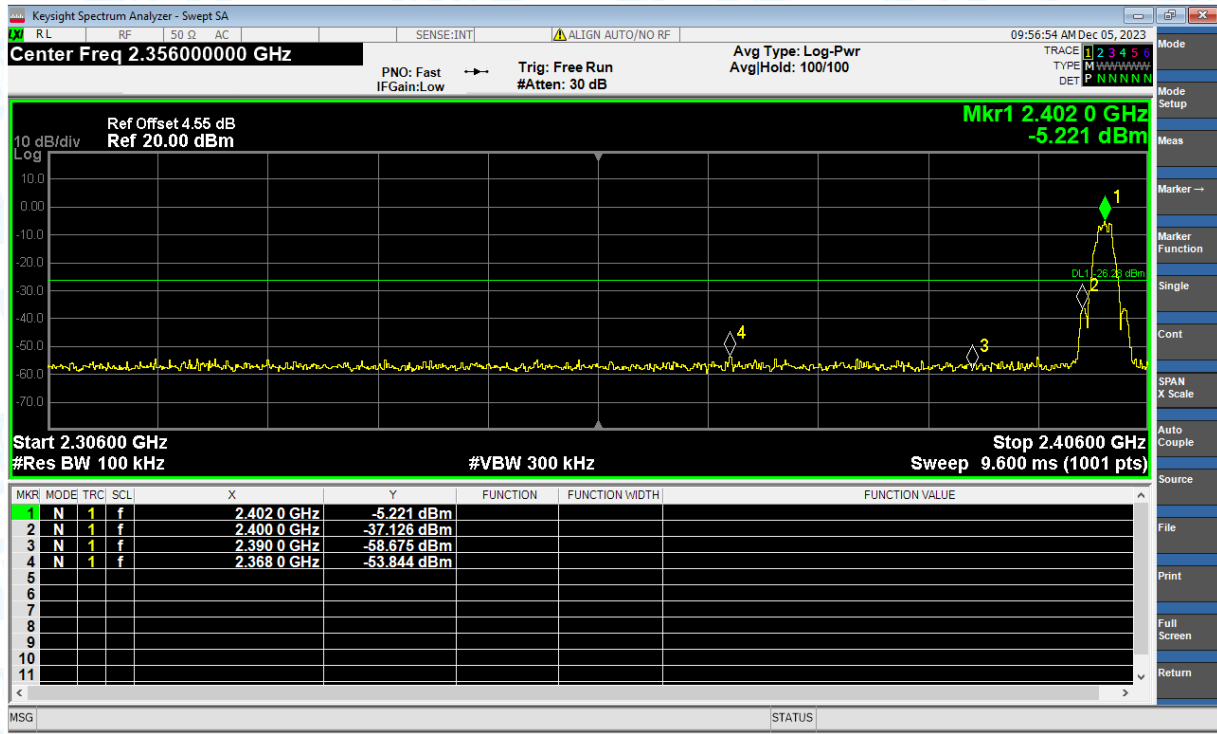 Keysight Spectrum Analyzer - Swept SA
LXI RL RF 50 Ω AC SENSE:INT ALIGN AUTO/NO RF 09:56:54 AM Dec 05, 2023
Center Freq 2.356000000 GHz
PNO: Fast
IFGain:Low
Trig: Free Run
#Atten: 30 dB
Avg Type: Log-Pwr
Avg|Hold: 100/100
TRACE 1 2 3 4 5 6
TYPE M WWWWW
DET P N N N N N
Ref Offset 4.55 dB
Ref 20.00 dBm
Mkr1 2.402 0 GHz
-5.221 dBm
10 dB/div
Log
10.0
0.00
-10.0
-20.0
-30.0
-40.0
-50.0
-60.0
-70.0
1
DL1 -26.28 dBm
2
4
3
Start 2.30600 GHz Stop 2.40600 GHz
#Res BW 100 kHz #VBW 300 kHz Sweep 9.600 ms (1001 pts)
MKR MODE TRC SCL X Y FUNCTION FUNCTION WIDTH FUNCTION VALUE
1 N 1 f 2.402 0 GHz -5.221 dBm
2 N 1 f 2.400 0 GHz -37.126 dBm
3 N 1 f 2.390 0 GHz -58.675 dBm
4 N 1 f 2.368 0 GHz -53.844 dBm
5
6
7
8
9
10
11
MSG STATUS
Mode
Mode
Setup
Meas
Marker →
Marker
Function
Single
Cont
SPAN
X Scale
Auto
Couple
Source
File
Print
Full
Screen
Return